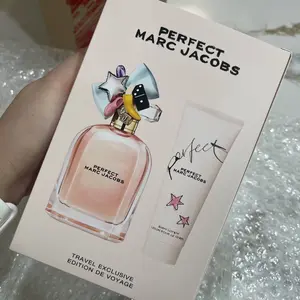 PERFECT
MARC JACOBS
PERFECT
MARC JACOBS
perfect
PERFECT
MARC JACOBS
TRAVEL EXCLUSIVE
EDITION DE VOYAGE